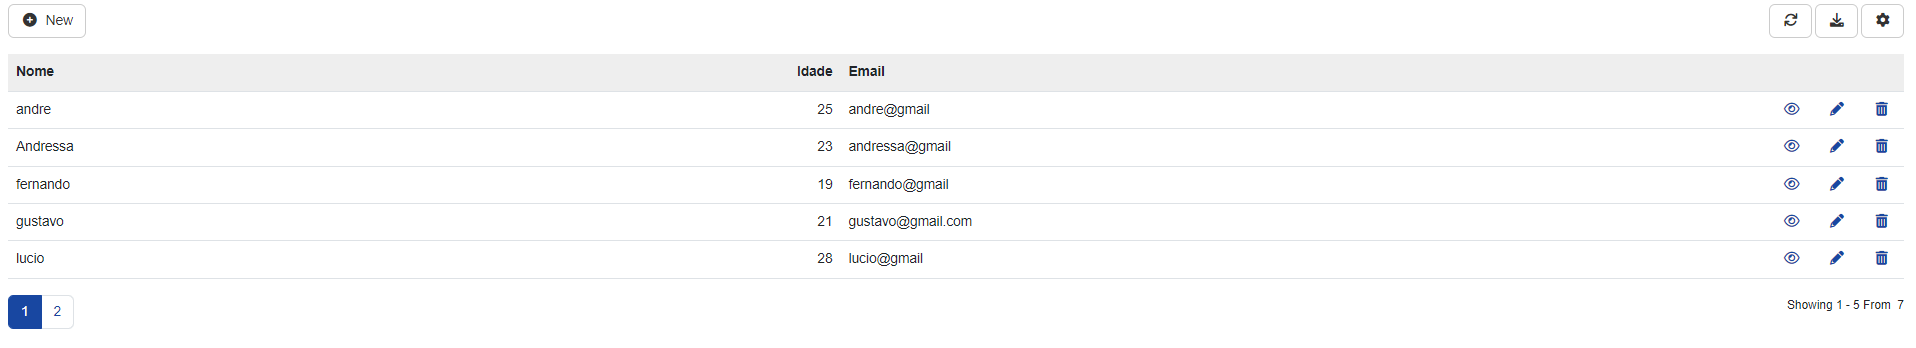 New
Nome Idade Email
andre 25 andre@gmail
Andressa 23 andressa@gmail
fernando 19 fernando@gmail
gustavo 21 gustavo@gmail.com
lucio 28 lucio@gmail
1 2 Showing 1 - 5 From 7